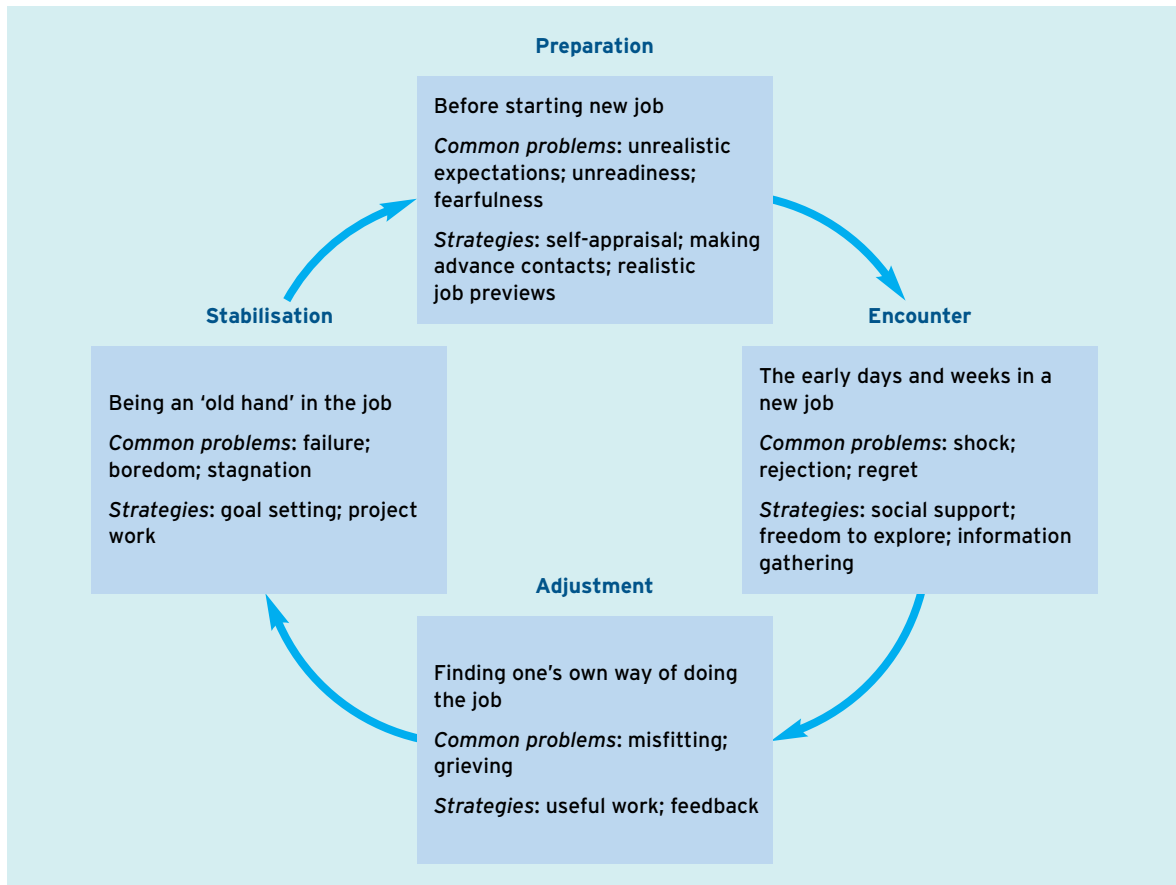 Preparation
Before starting new job
Common problems: unrealistic
expectations; unreadiness;
fearfulness
Strategies: self-appraisal; making
advance contacts; realistic
job previews
Encounter
The early days and weeks in a
new job
Common problems: shock;
rejection; regret
Strategies: social support;
freedom to explore; information
gathering
Adjustment
Finding one’s own way of doing
the job
Common problems: misfitting;
grieving
Strategies: useful work; feedback
Stabilisation
Being an ‘old hand’ in the job
Common problems: failure;
boredom; stagnation
Strategies: goal setting; project
work